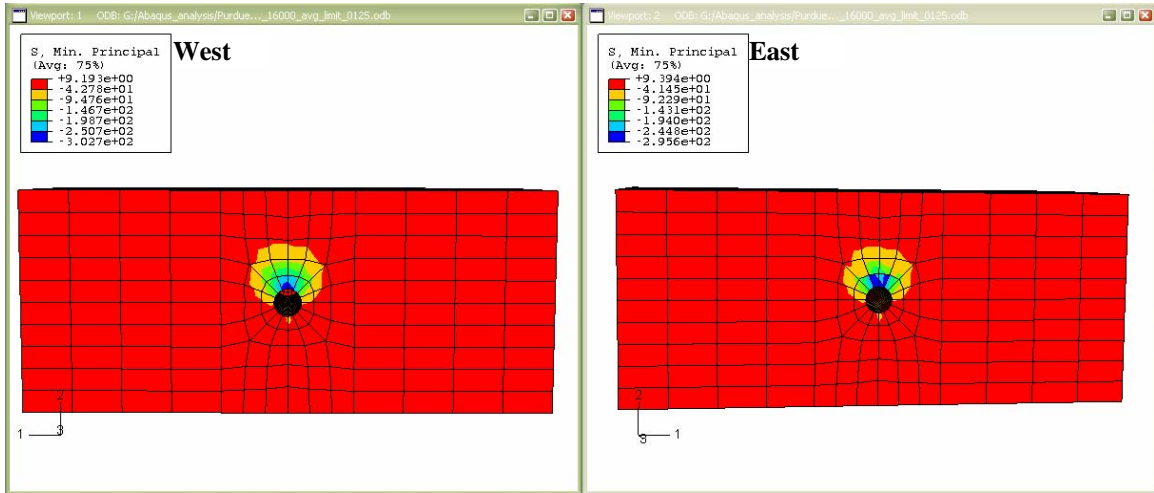 Viewport: 1 ODB: G:/Abaqus_analysis/Purdue..._16000_avg_limit_0125.odb
S, Min. Principal
(Avg: 75%)
+9.193e+00
-4.278e+01
-9.476e+01
-1.467e+02
-1.987e+02
-2.507e+02
-3.027e+02
West
2
1
3
Viewport: 2 ODB: G:/Abaqus_analysis/Purdue..._16000_avg_limit_0125.odb
S, Min. Principal
(Avg: 75%)
+9.394e+00
-4.145e+01
-9.229e+01
-1.431e+02
-1.940e+02
-2.448e+02
-2.956e+02
East
2
3
1